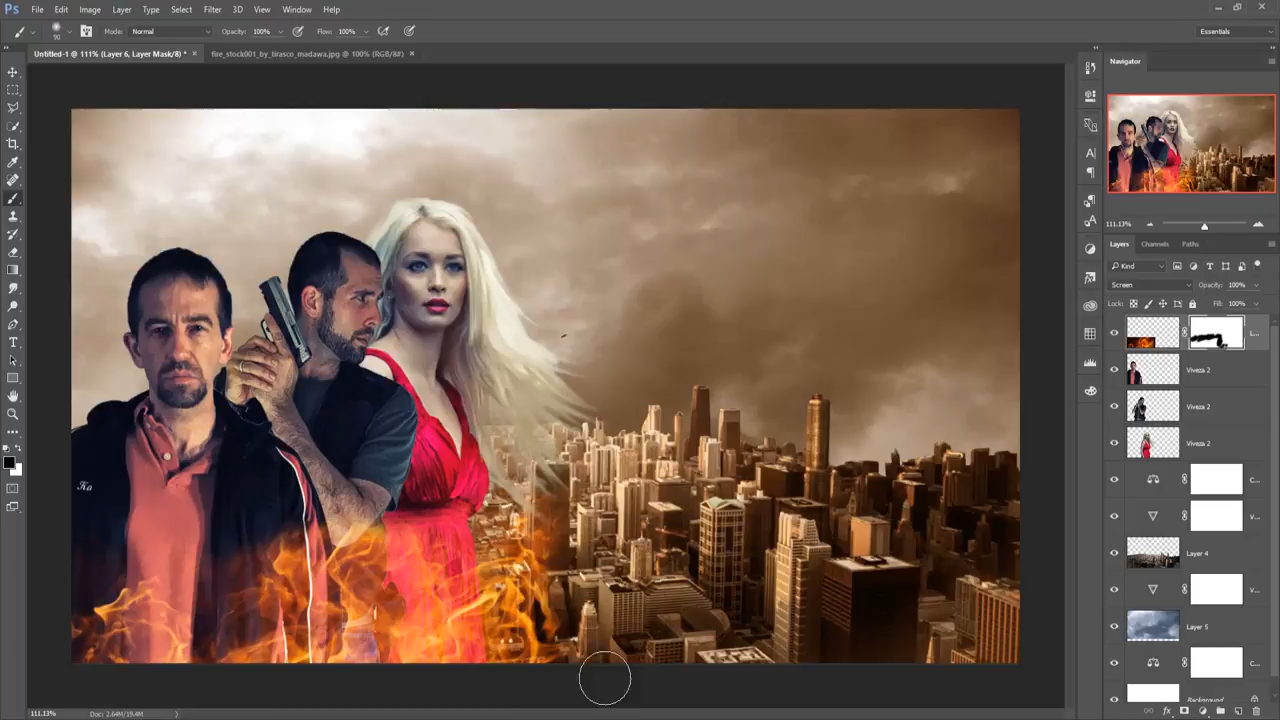 Ps File Edit Image Layer Type Select Filter 3D View Window Help
90 Mode: Normal Opacity: 100% Flow: 100% Essentials
Untitled-1 @ 111% (Layer 6, Layer Mask/8) * × fire_stock001_by_tirasco_madawa.jpg @ 100% (RGB/8#) ×
Navigator
111.13%
Layers Channels Paths
Kind
Screen Opacity: 100%
Lock: Fill: 100%
L...
Viveza 2
Viveza 2
Viveza 2
C...
V...
Layer 4
V...
Layer 5
C...
Background
Ka
111.13% Doc: 2.64M/19.4M